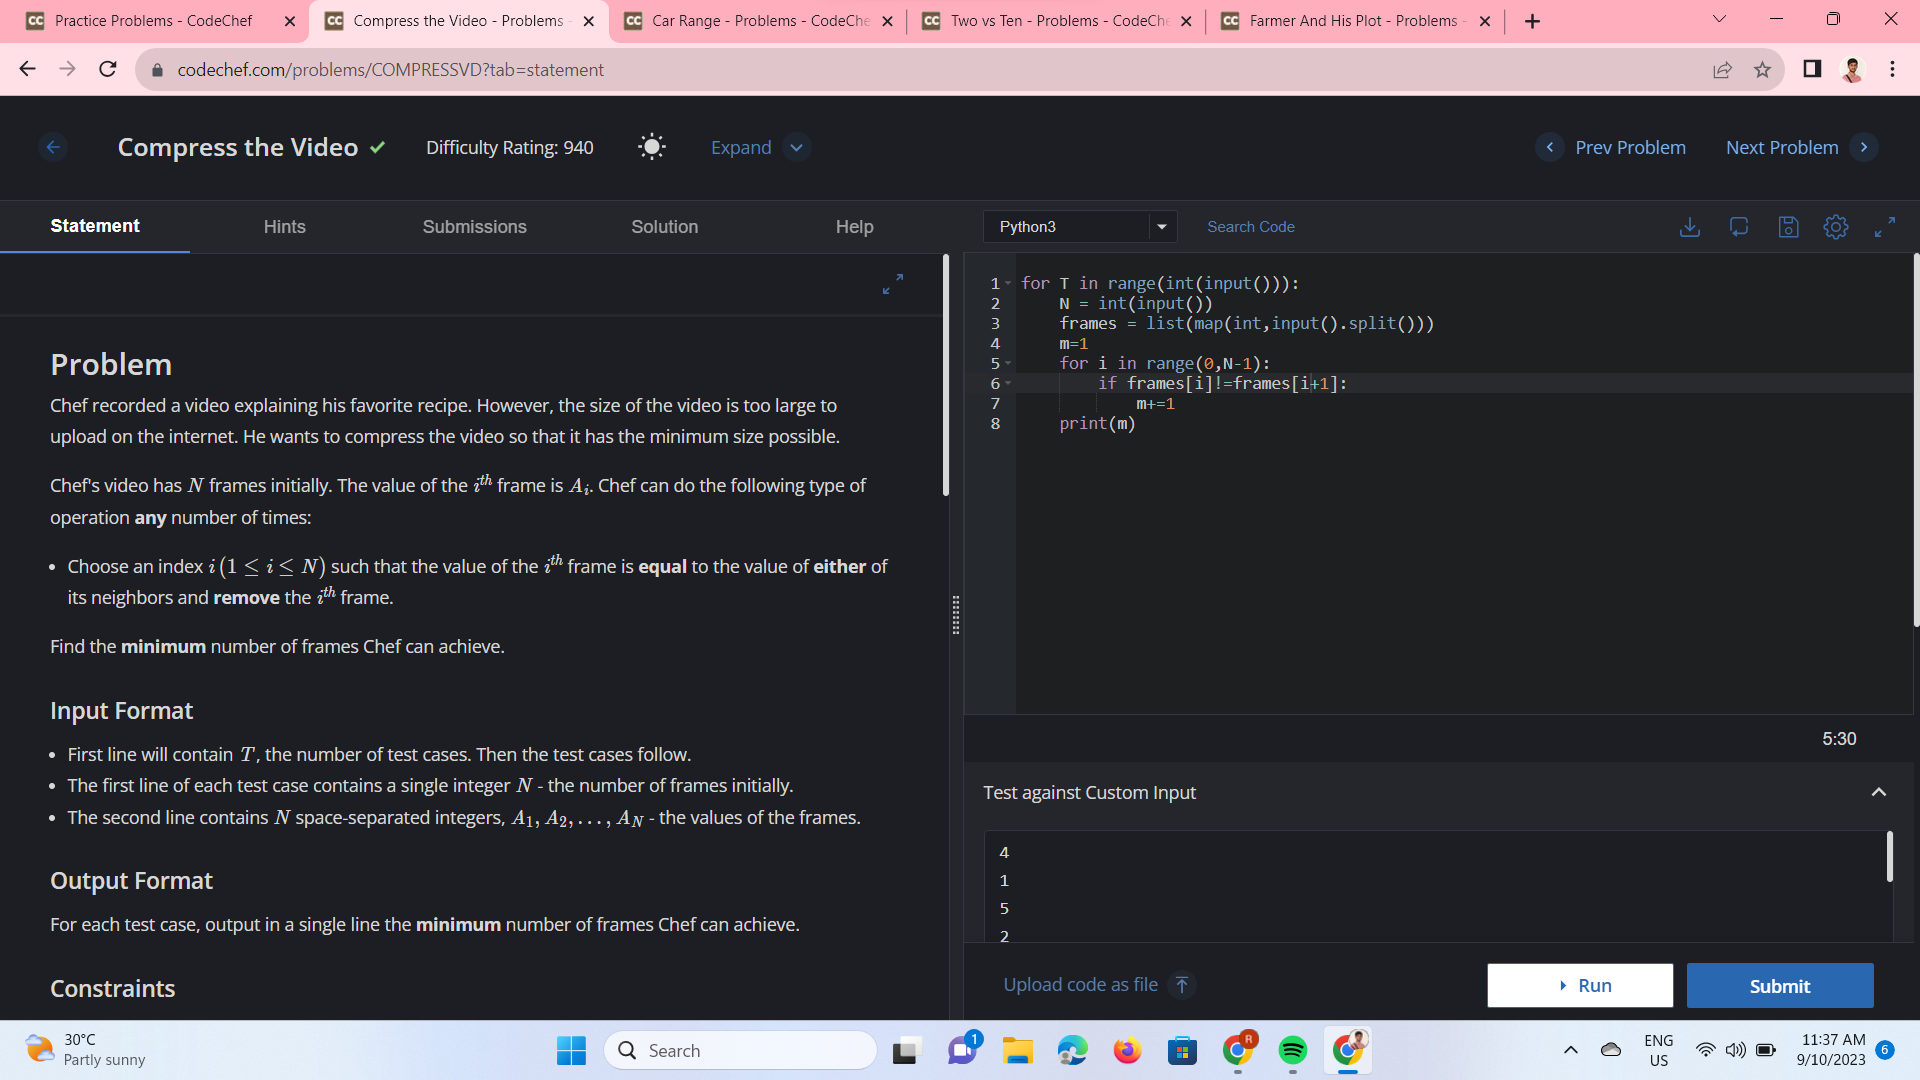 Practice Problems - CodeChef
Compress the Video - Problems -
Car Range - Problems - CodeChe
Two vs Ten - Problems - CodeChe
Farmer And His Plot - Problems -
codechef.com/problems/COMPRESSVD?tab=statement
Compress the Video
Difficulty Rating: 940
Expand
Prev Problem
Next Problem
Statement
Hints
Submissions
Solution
Help
Python3
Search Code
Problem
Chef recorded a video explaining his favorite recipe. However, the size of the video is too large to
upload on the internet. He wants to compress the video so that it has the minimum size possible.
Chef's video has N frames initially. The value of the i^th frame is A_i. Chef can do the following type of
operation any number of times:
• Choose an index i (1 ≤ i ≤ N) such that the value of the i^th frame is equal to the value of either of
its neighbors and remove the i^th frame.
Find the minimum number of frames Chef can achieve.
Input Format
• First line will contain T, the number of test cases. Then the test cases follow.
• The first line of each test case contains a single integer N - the number of frames initially.
• The second line contains N space-separated integers, A_1, A_2, . . . , A_N - the values of the frames.
Output Format
For each test case, output in a single line the minimum number of frames Chef can achieve.
Constraints
1 for T in range(int(input())):
2     N = int(input())
3     frames = list(map(int,input().split()))
4     m=1
5     for i in range(0,N-1):
6         if frames[i]!=frames[i+1]:
7             m+=1
8     print(m)
5:30
Test against Custom Input
4
1
5
2
Upload code as file
Run
Submit
30°C
Partly sunny
Search
1
R
ENG
US
11:37 AM
9/10/2023
6